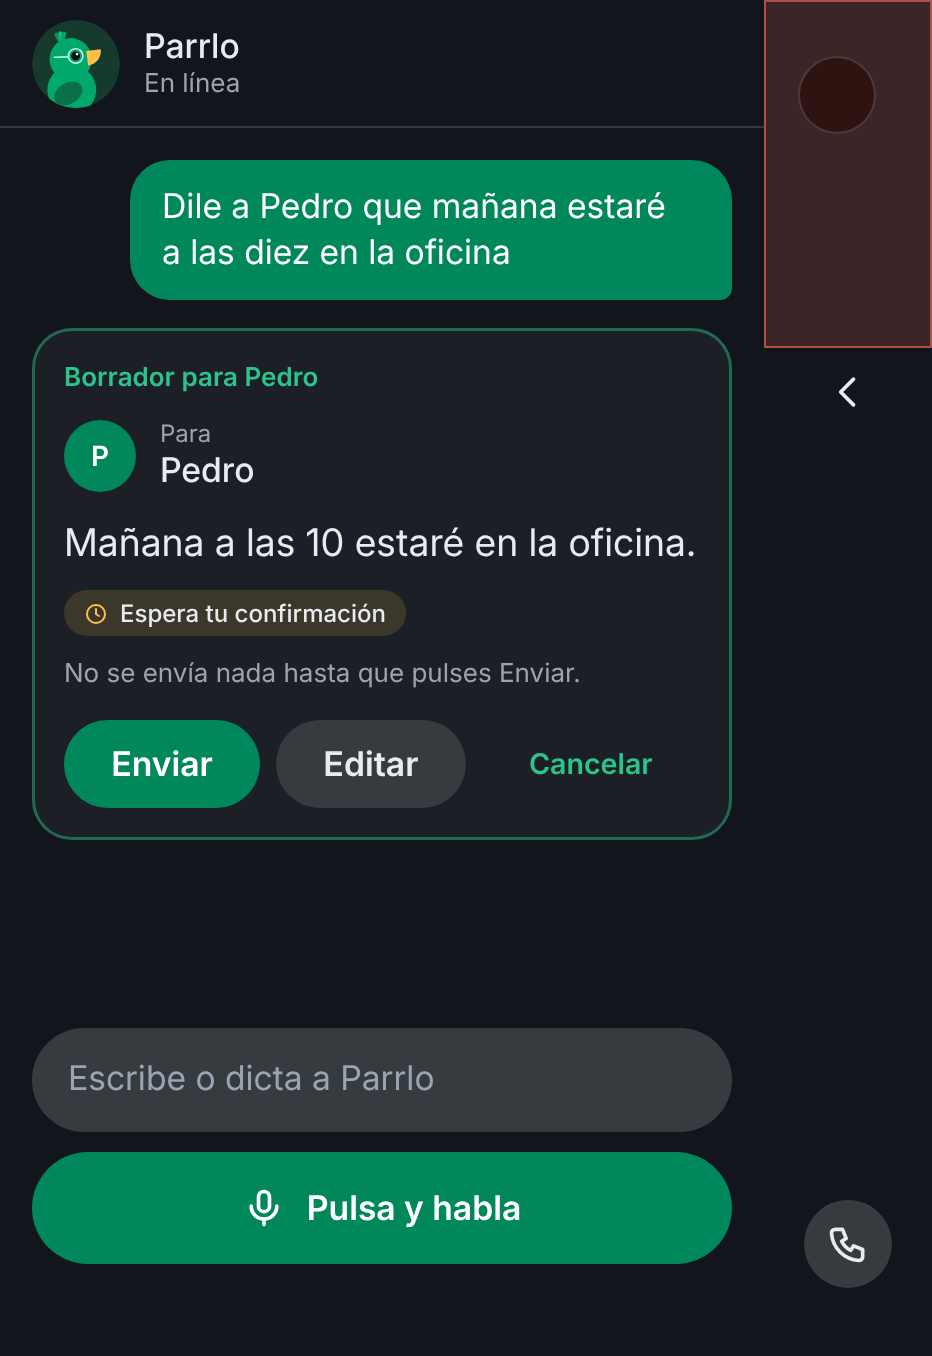 Parrlo
En línea
Dile a Pedro que mañana estaré
a las diez en la oficina
Borrador para Pedro
P
Para
Pedro
Mañana a las 10 estaré en la oficina.
Espera tu confirmación
No se envía nada hasta que pulses Enviar.
Enviar
Editar
Cancelar
Escribe o dicta a Parrlo
Pulsa y habla